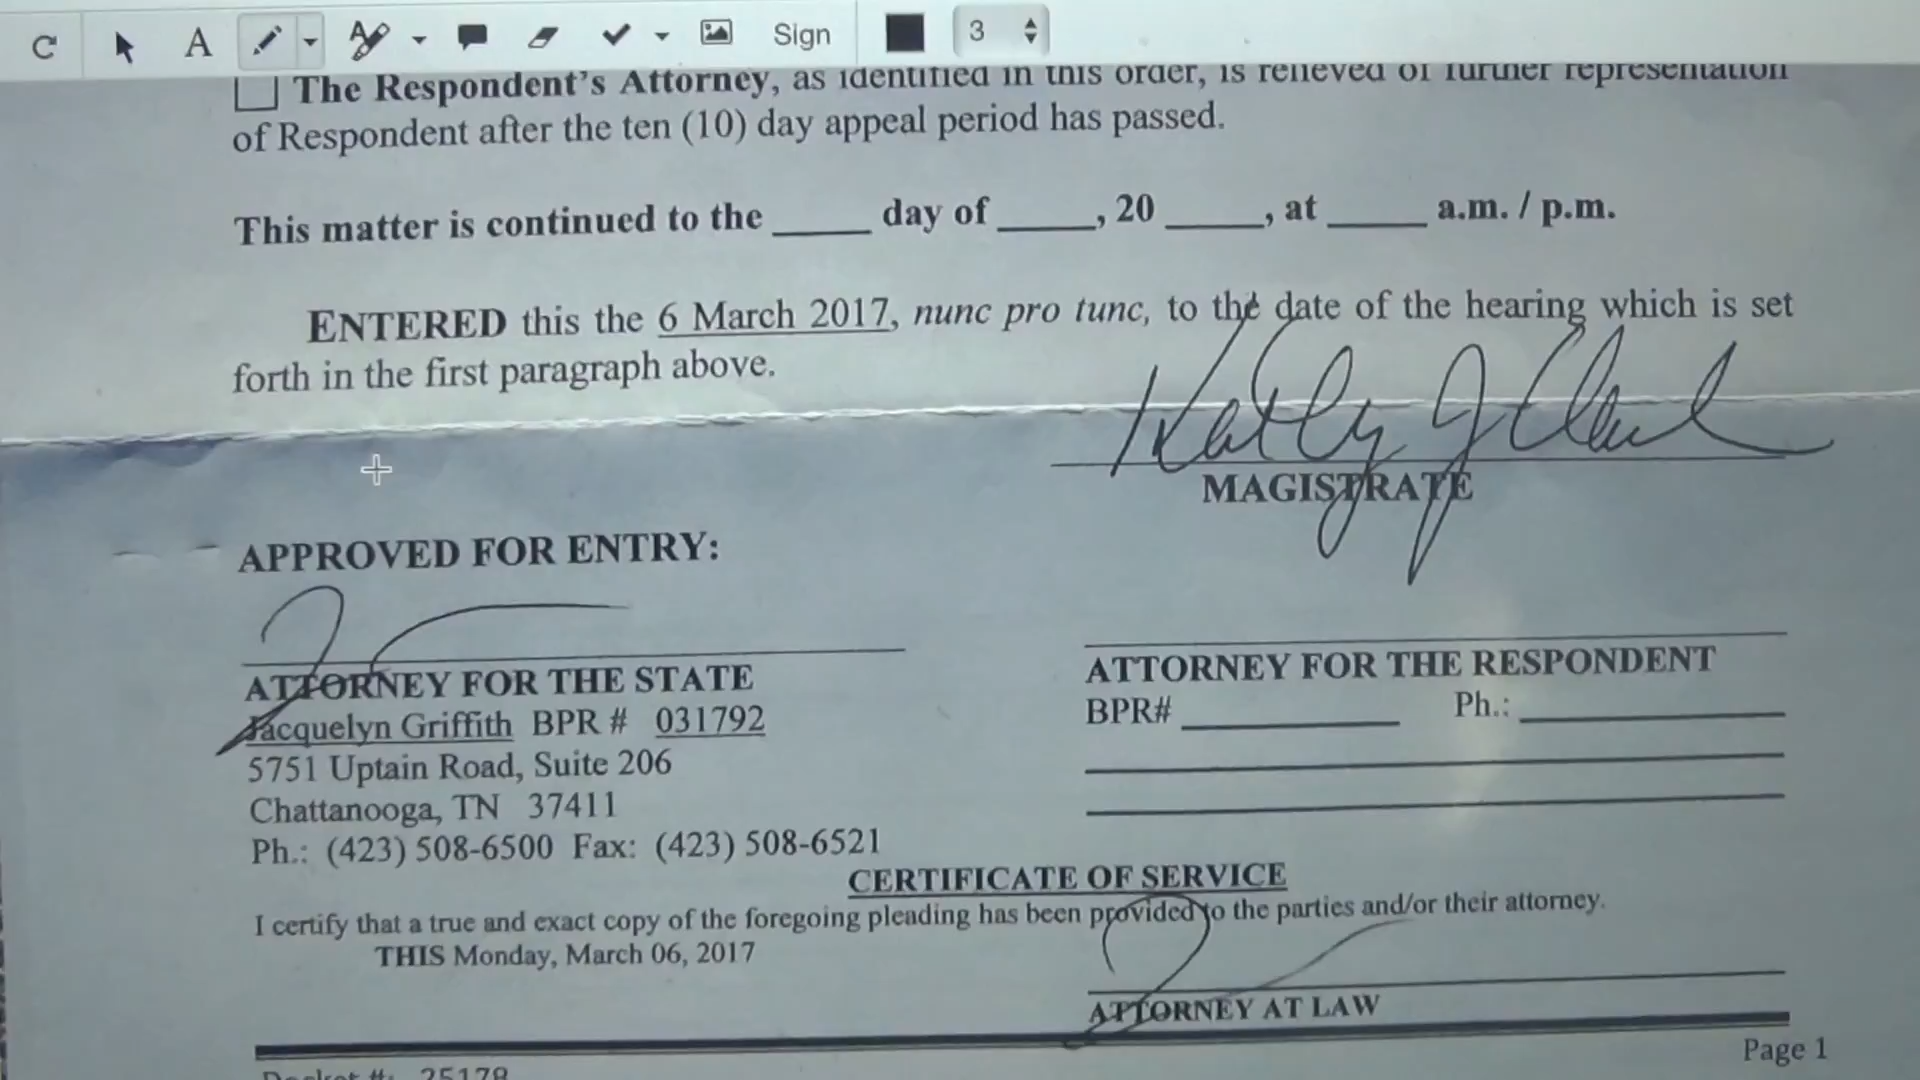 A Sign 3
The Respondent's Attorney, as identified in this order, is relieved of further representation
of Respondent after the ten (10) day appeal period has passed.
This matter is continued to the _____ day of _____, 20 _____, at _____ a.m. / p.m.
ENTERED this the 6 March 2017, nunc pro tunc, to the date of the hearing which is set
forth in the first paragraph above.
MAGISTRATE
APPROVED FOR ENTRY:
ATTORNEY FOR THE STATE
Jacquelyn Griffith BPR # 031792
5751 Uptain Road, Suite 206
Chattanooga, TN 37411
Ph.: (423) 508-6500 Fax: (423) 508-6521
ATTORNEY FOR THE RESPONDENT
BPR# __________ Ph.: __________
CERTIFICATE OF SERVICE
I certify that a true and exact copy of the foregoing pleading has been provided to the parties and/or their attorney.
THIS Monday, March 06, 2017
ATTORNEY AT LAW
Page 1
Docket #: 25178